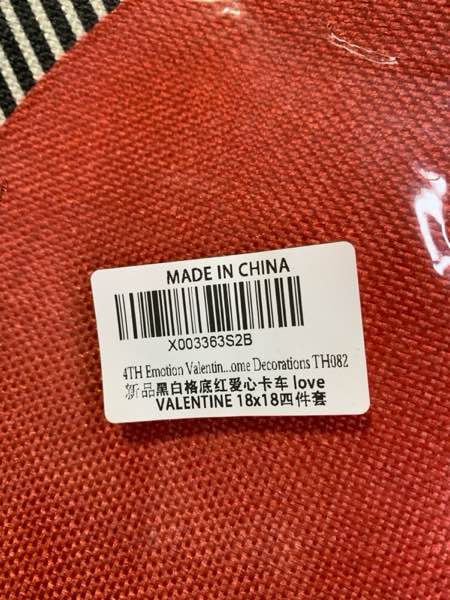 MADE IN CHINA
X003363S2B
4TH Emotion Valentin...ome Decorations TH082
新品黑白格底红爱心卡车 love
VALENTINE 18x18四件套